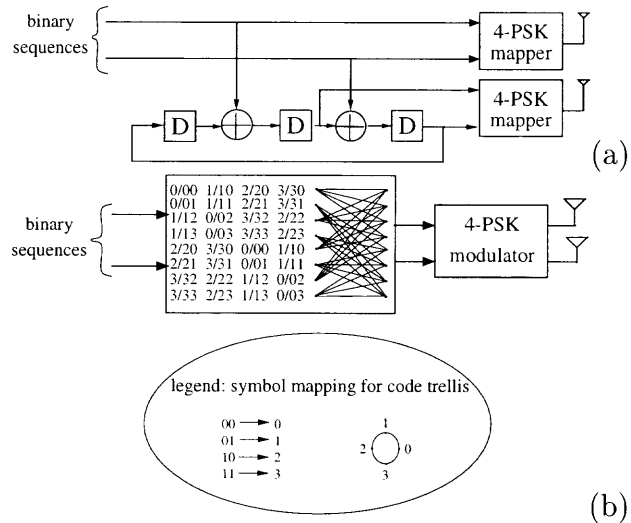 binary
sequences
4-PSK
mapper
4-PSK
mapper
D
D
D
(a)
binary
sequences
0/00 1/10 2/20 3/30
0/01 1/11 2/21 3/31
1/12 0/02 3/32 2/22
1/13 0/03 3/33 2/23
2/20 3/30 0/00 1/10
2/21 3/31 0/01 1/11
3/32 2/22 1/12 0/02
3/33 2/23 1/13 0/03
4-PSK
modulator
legend: symbol mapping for code trellis
00 0
01 1
10 2
11 3
1
2 0
3
(b)